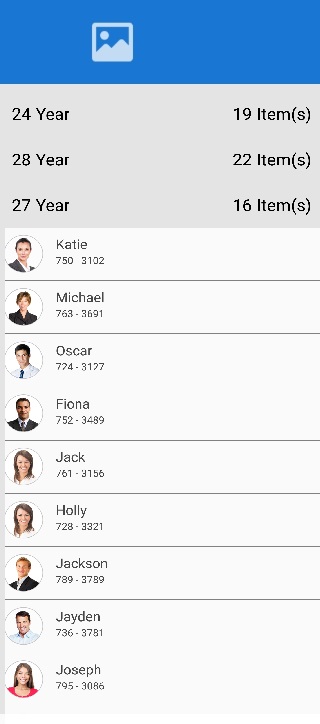 24 Year 19 Item(s)
28 Year 22 Item(s)
27 Year 16 Item(s)
Katie
750 - 3102
Michael
763 - 3691
Oscar
724 - 3127
Fiona
752 - 3489
Jack
761 - 3156
Holly
728 - 3321
Jackson
789 - 3789
Jayden
736 - 3781
Joseph
795 - 3086